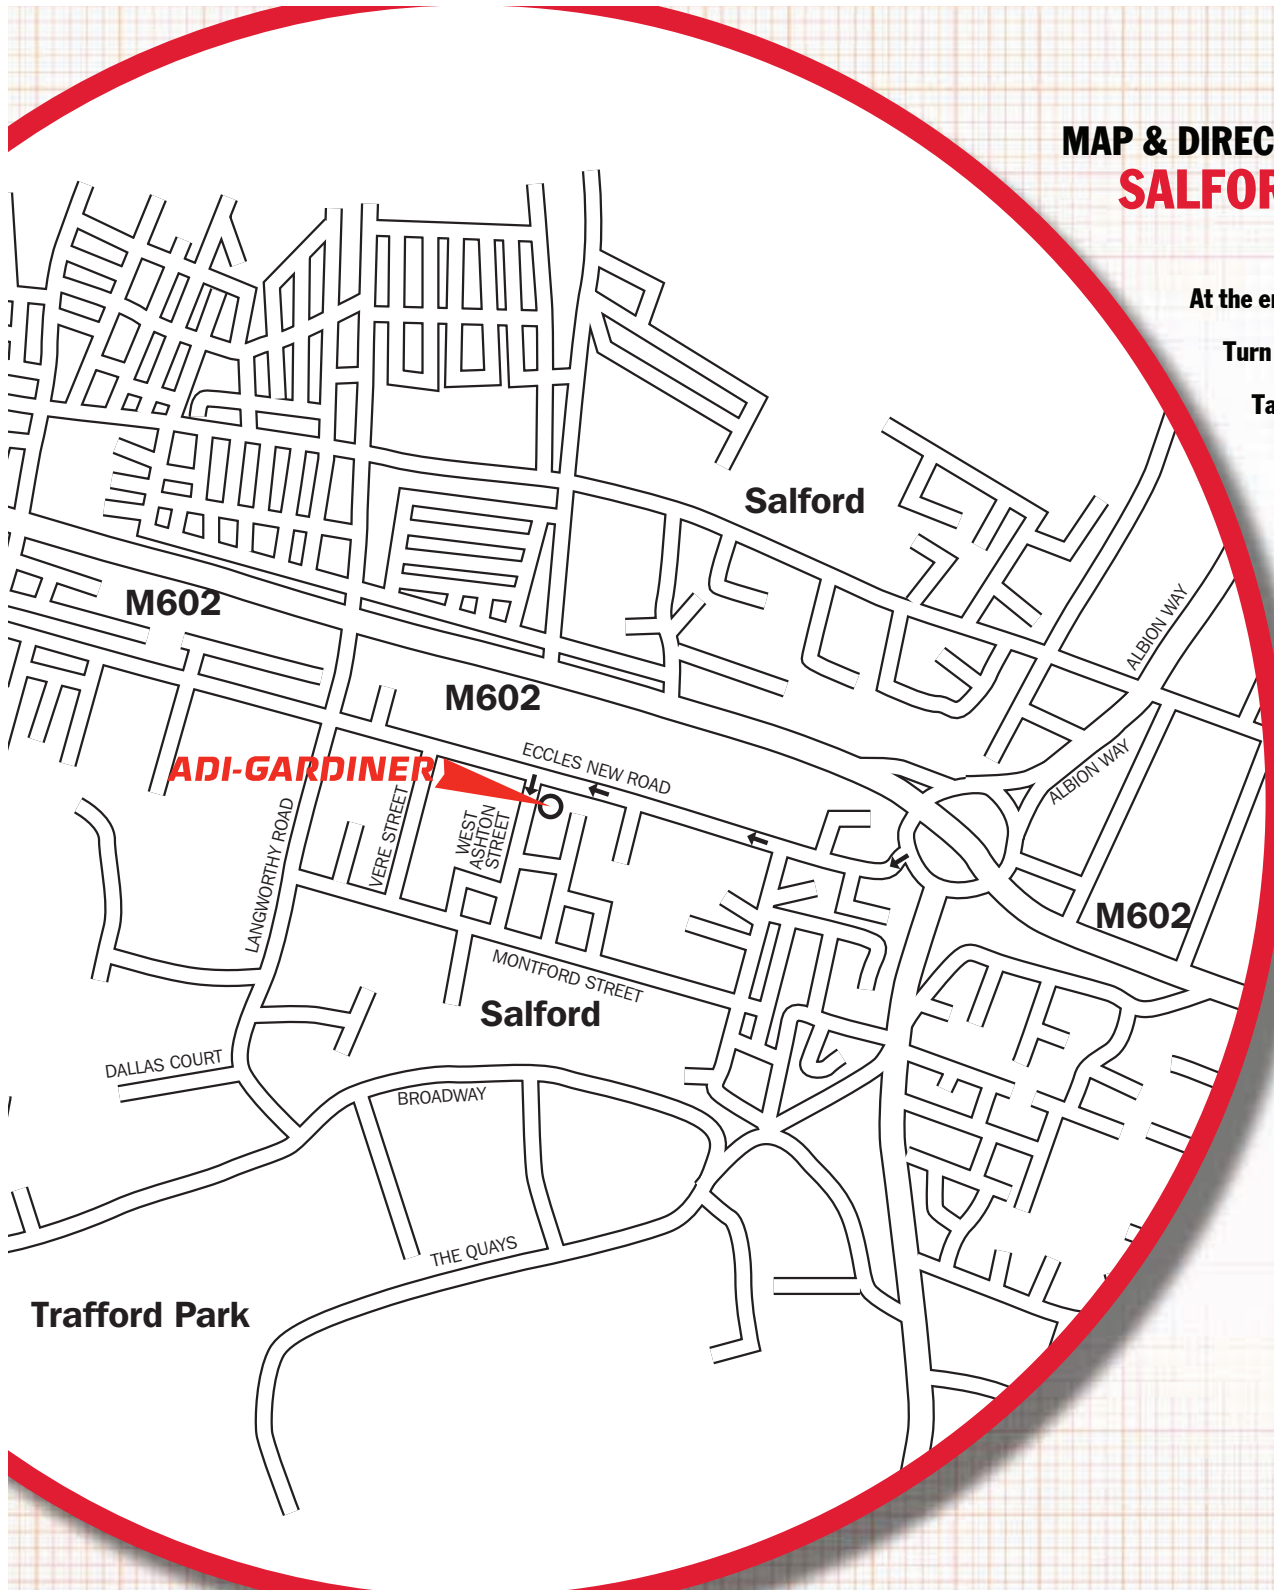 MAP & DIREC
SALFOR
At the e
Turn
Ta
Salford
M602
ALBION WAY
M602
ECCLES NEW ROAD
ADI-GARDINER
ALBION WAY
LANGWORTHY ROAD
VERE STREET
WEST
ASHTON
STREET
M602
MONTFORD STREET
Salford
DALLAS COURT
BROADWAY
THE QUAYS
Trafford Park